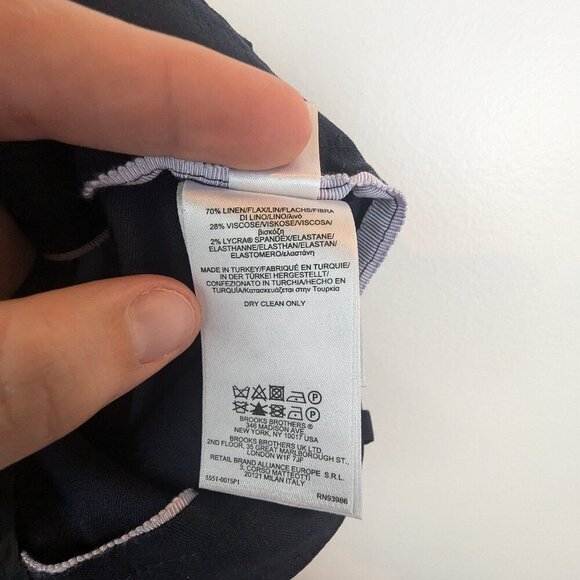 70% LINEN/FLAX/LIN/FLACHS/FIBRA
DI LINO/LINO/λινό
28% VISCOSE/VISKOSE/VISCOSA/
βισκόζη
2% LYCRA® SPANDEX/ELASTANE/
ELASTHANNE/ELASTHAN/ELASTAN/
ELASTOMERO/ελαστάνη
MADE IN TURKEY/FABRIQUÉ EN TURQUIE/
IN DER TÜRKEI HERGESTELLT/
CONFEZIONATO IN TURCHIA/HECHO EN
TURQUÍA/Κατασκευάζεται στην Τουρκία
DRY CLEAN ONLY
P
P
BROOKS BROTHERS ®
346 MADISON AVE
NEW YORK, NY 10017 USA
BROOKS BROTHERS UK LTD
2ND FLOOR, 35 GREAT MARLBOROUGH ST.,
LONDON W1F 7JF
RETAIL BRAND ALLIANCE EUROPE S.R.L.
3, CORSO MATTEOTTI
20121 MILAN ITALY
5351-001SP1 RN93986